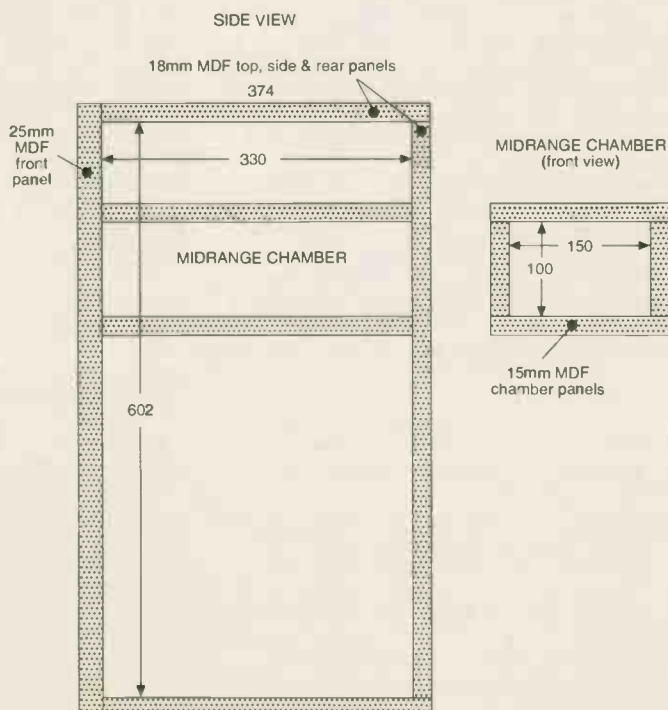 SIDE VIEW
18mm MDF top, side & rear panels
374
25mm
MDF
front
panel
330
MIDRANGE CHAMBER
602
MIDRANGE CHAMBER
(front view)
150
100
15mm MDF
chamber panels